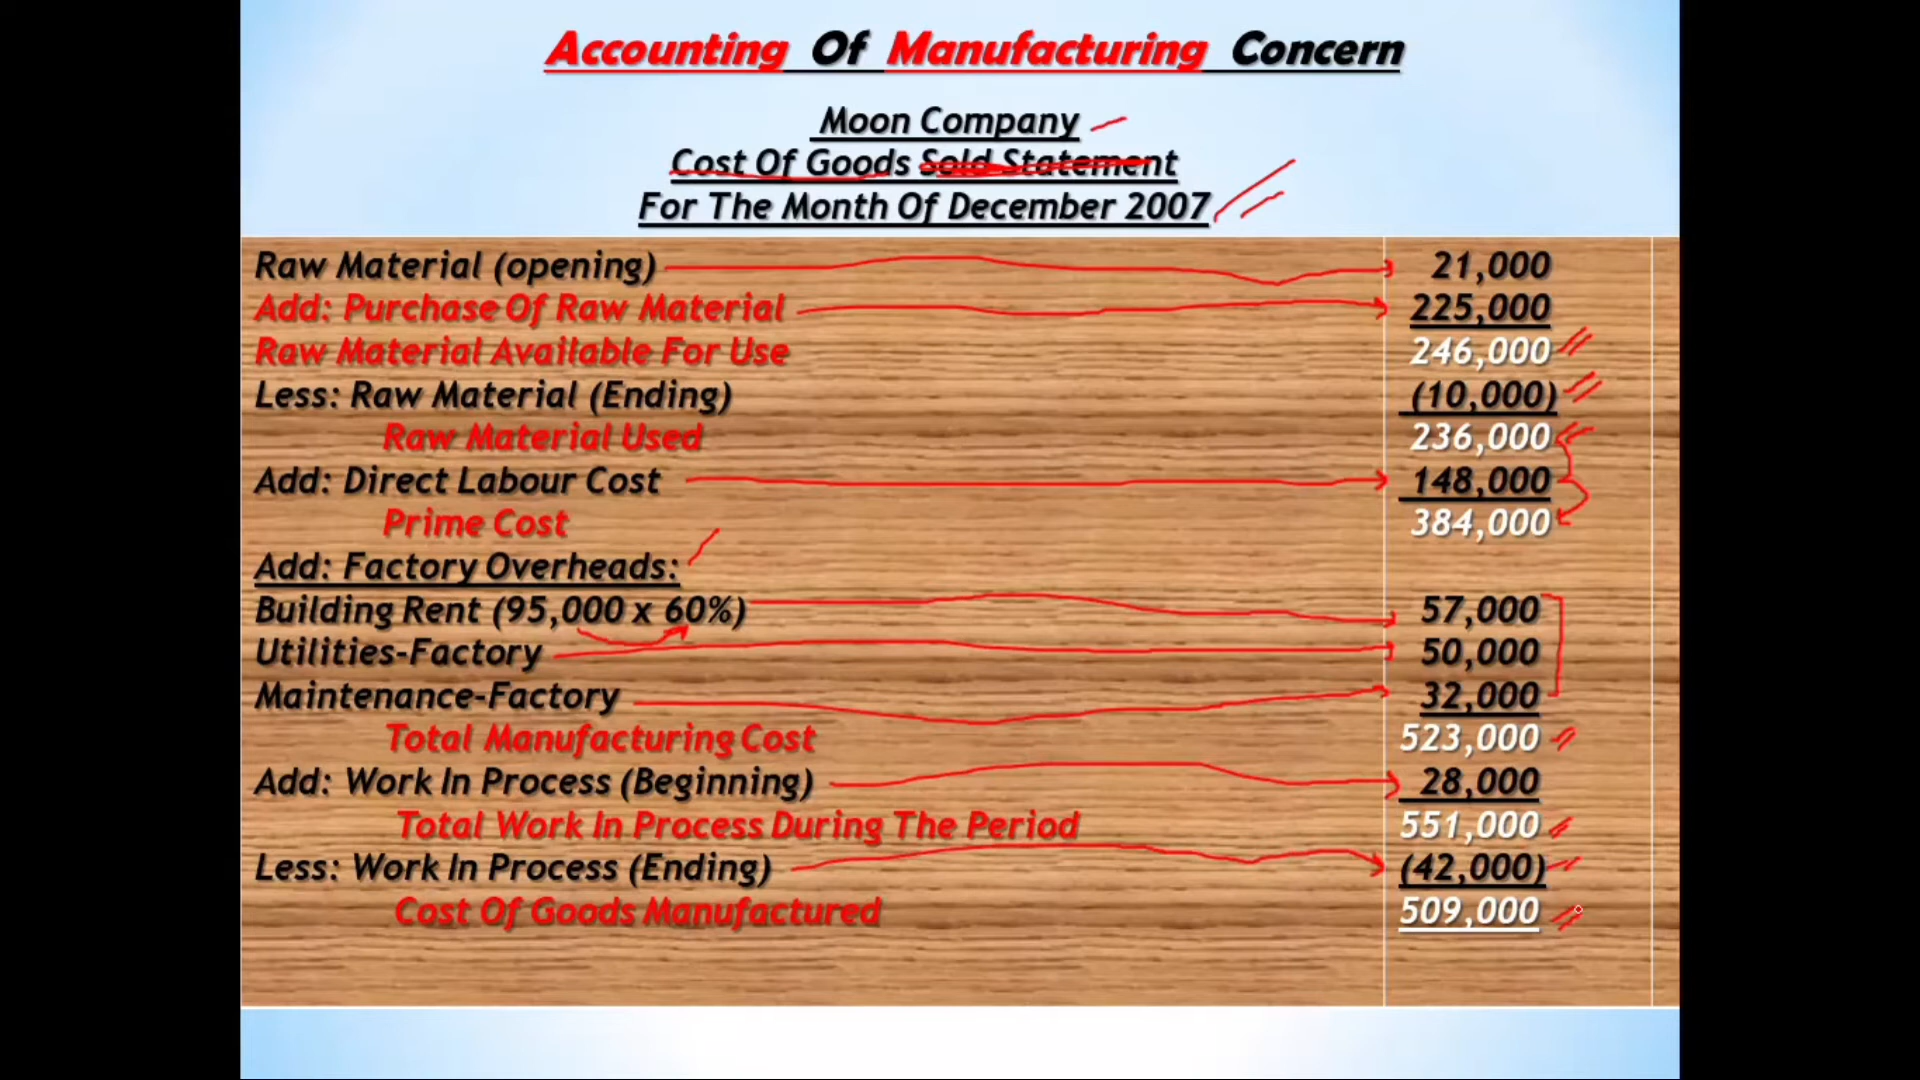 Accounting Of Manufacturing Concern
Moon Company
Cost Of Goods Sold Statement
For The Month Of December 2007
Raw Material (opening) 21,000
Add: Purchase Of Raw Material 225,000
Raw Material Available For Use 246,000
Less: Raw Material (Ending) (10,000)
Raw Material Used 236,000
Add: Direct Labour Cost 148,000
Prime Cost 384,000
Add: Factory Overheads:
Building Rent (95,000 x 60%) 57,000
Utilities-Factory 50,000
Maintenance-Factory 32,000
Total Manufacturing Cost 523,000
Add: Work In Process (Beginning) 28,000
Total Work In Process During The Period 551,000
Less: Work In Process (Ending) (42,000)
Cost Of Goods Manufactured 509,000